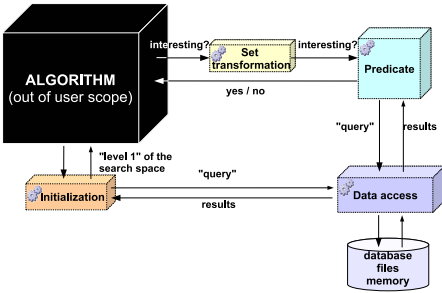 interesting?
interesting?
Set
transformation
Predicate
ALGORITHM
(out of user scope)
yes / no
"query"
results
"level 1" of the
search space
"query"
Initialization
Data access
results
database
files
memory